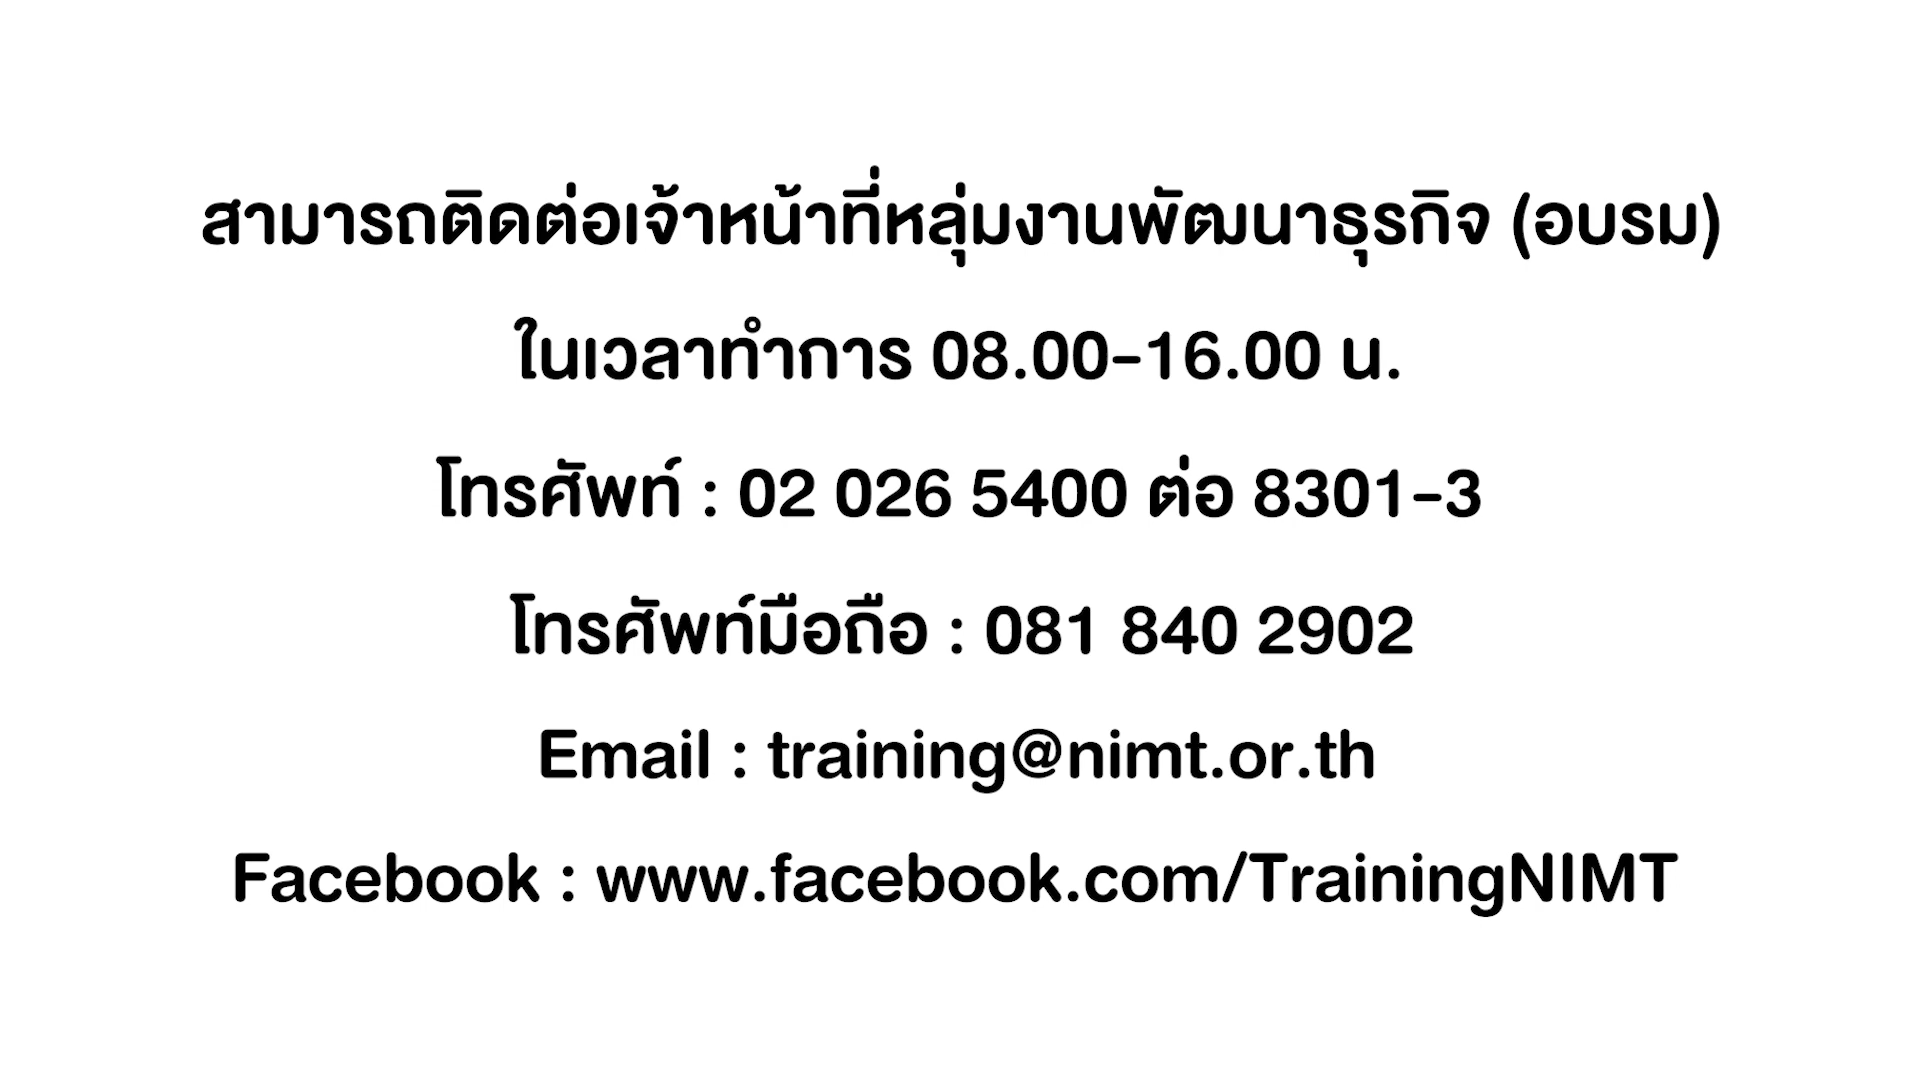 สามารถติดต่อเจ้าหน้าที่หลุ่มงานพัฒนาธุรกิจ (อบรม)
ในเวลาทำการ 08.00-16.00 น.
โทรศัพท์ : 02 026 5400 ต่อ 8301-3
โทรศัพท์มือถือ : 081 840 2902
Email : training@nimt.or.th
Facebook : www.facebook.com/TrainingNIMT